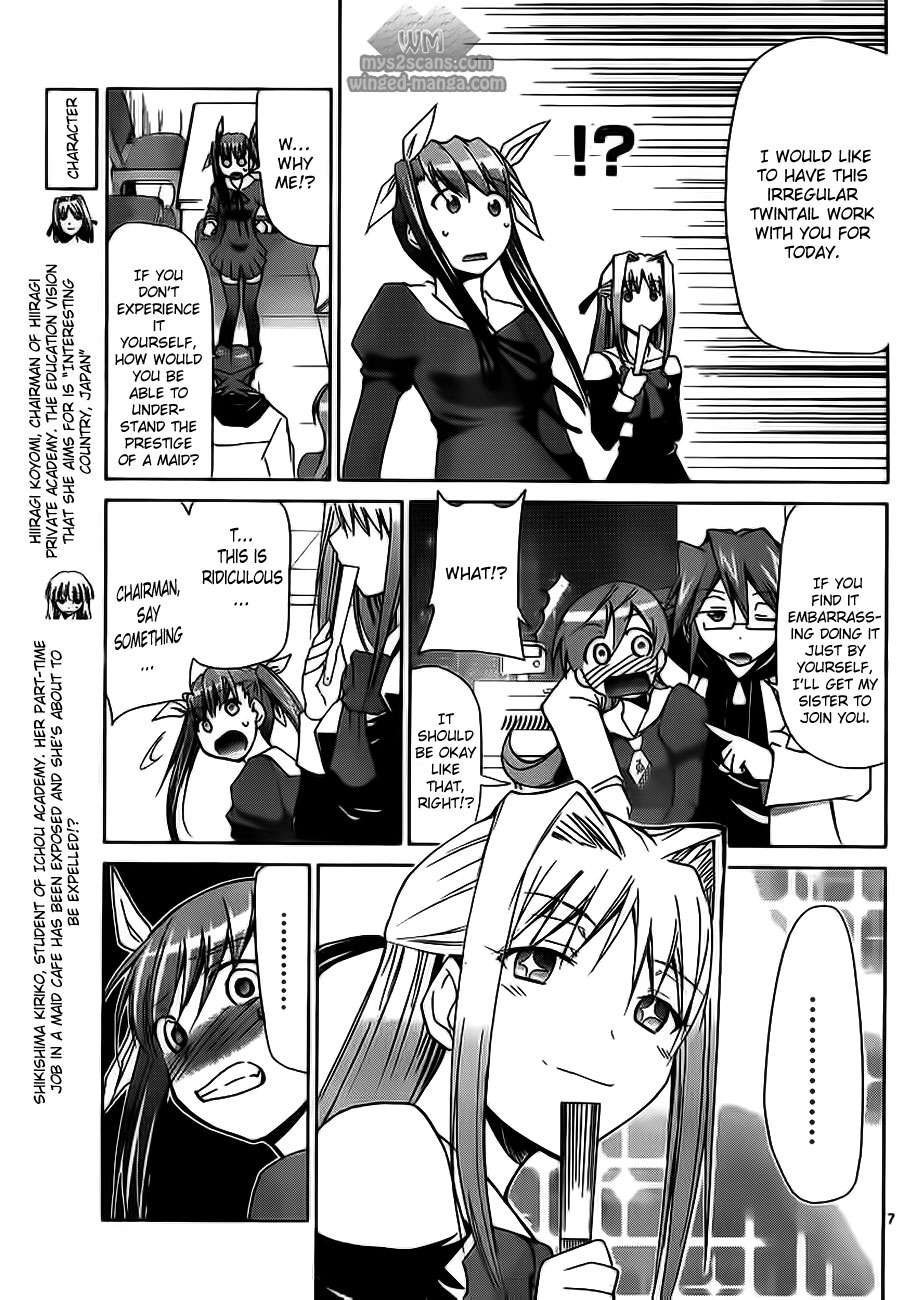 WM
mys2scans.com
winged-manga.com
I WOULD LIKE
TO HAVE THIS
IRREGULAR
TWINTAIL WORK
WITH YOU FOR
TODAY.
!?
W...
WHY
ME!?
IF YOU
DON'T
EXPERIENCE
IT
YOURSELF,
HOW WOULD
YOU BE
ABLE TO
UNDER-
STAND THE
PRESTIGE
OF A MAID?
IF YOU
FIND IT
EMBARRASS-
ING DOING IT
JUST BY
YOURSELF,
I'LL GET MY
SISTER TO
JOIN YOU.
WHAT!?
IT
SHOULD
BE OKAY
LIKE
THAT,
RIGHT!?
T...
THIS IS
RIDICULOUS
...
CHAIRMAN,
SAY
SOMETHING
...
..........
.........
CHARACTER
HIIRAGI KOYOMI, CHAIRMAN OF HIIRAGI
PRIVATE ACADEMY, THE EDUCATION VISION
THAT SHE AIMS FOR IS "INTERESTING
COUNTRY, JAPAN"
SHIKISHIMA KIRIKO, STUDENT OF ICHOU ACADEMY. HER PART-TIME
JOB IN A MAID CAFE HAS BEEN EXPOSED AND SHE'S ABOUT TO
BE EXPELLED!?
7